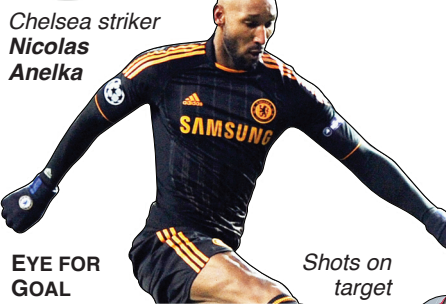 Chelsea striker
Nicolas
Anelka
adidas
SAMSUNG
EYE FOR
GOAL
Shots on
target